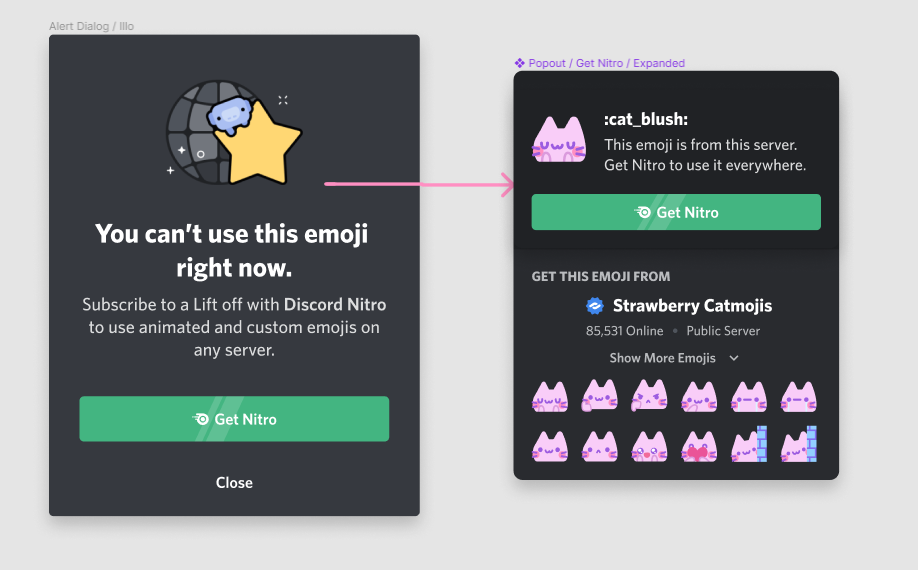 Alert Dialog / Illo
You can't use this emoji
right now.
Subscribe to a Lift off with Discord Nitro
to use animated and custom emojis on
any server.
Get Nitro
Close
Popout / Get Nitro / Expanded
:cat_blush:
This emoji is from this server.
Get Nitro to use it everywhere.
Get Nitro
GET THIS EMOJI FROM
Strawberry Catmojis
85,531 Online • Public Server
Show More Emojis